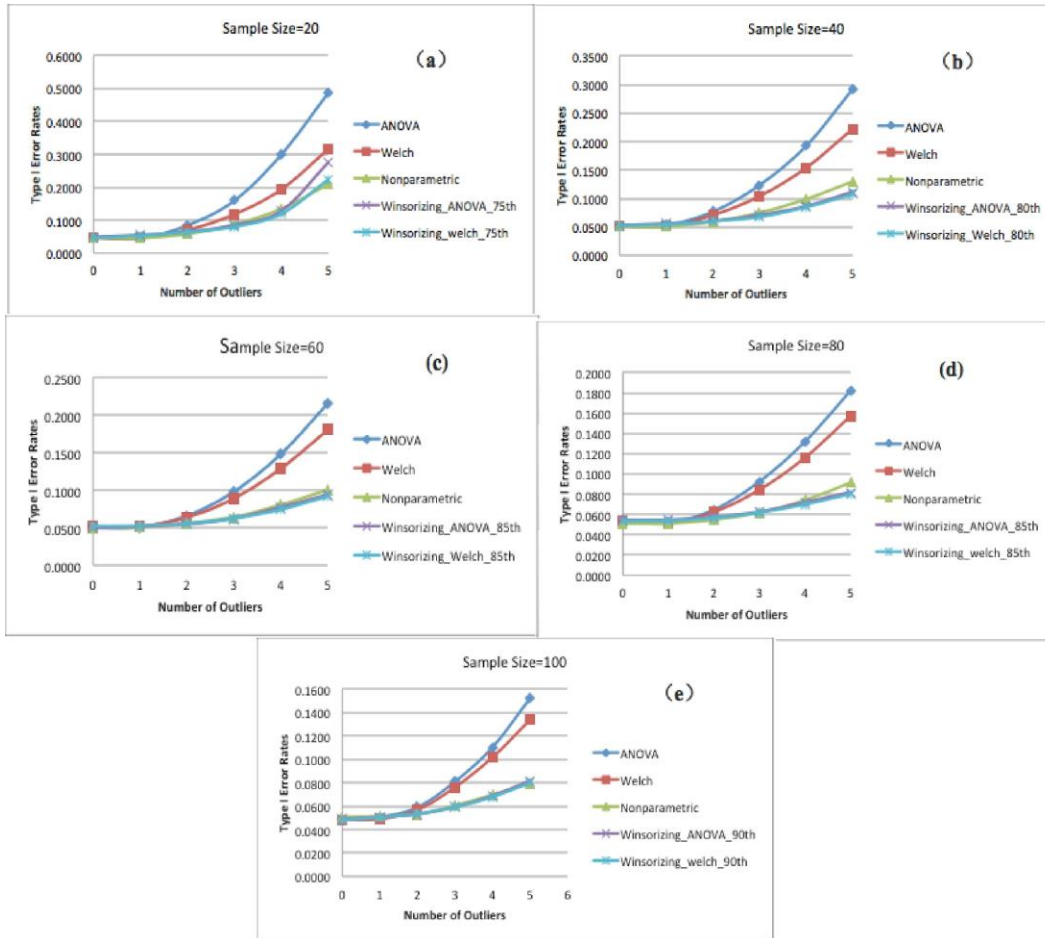 Sample Size=20
(a)
0.6000
0.5000
0.4000
0.3000
0.2000
0.1000
0.0000
Type I Error Rates
0 1 2 3 4 5
Number of Outliers
ANOVA
Welch
Nonparametric
Winsorizing_ANOVA_75th
Winsorizing_welch_75th
Sample Size=40
(b)
0.3500
0.3000
0.2500
0.2000
0.1500
0.1000
0.0500
0.0000
Type I Error Rates
0 1 2 3 4 5
Number of Outliers
ANOVA
Welch
Nonparametric
Winsorizing_ANOVA_80th
Winsorizing_Welch_80th
Sample Size=60
(c)
0.2500
0.2000
0.1500
0.1000
0.0500
0.0000
Type I Error Rates
0 1 2 3 4 5
Number of Outliers
ANOVA
Welch
Nonparametric
Winsorizing_ANOVA_85th
Winsorizing_Welch_85th
Sample Size=80
(d)
0.2000
0.1800
0.1600
0.1400
0.1200
0.1000
0.0800
0.0600
0.0400
0.0200
0.0000
Type I Error Rates
0 1 2 3 4 5
Number of Outliers
ANOVA
Welch
Nonparametric
Winsorizing_ANOVA_85th
Winsorizing_welch_85th
Sample Size=100
(e)
0.1600
0.1400
0.1200
0.1000
0.0800
0.0600
0.0400
0.0200
0.0000
Type I Error Rates
0 1 2 3 4 5 6
Number of Outliers
ANOVA
Welch
Nonparametric
Winsorizing_ANOVA_90th
Winsorizing_welch_90th